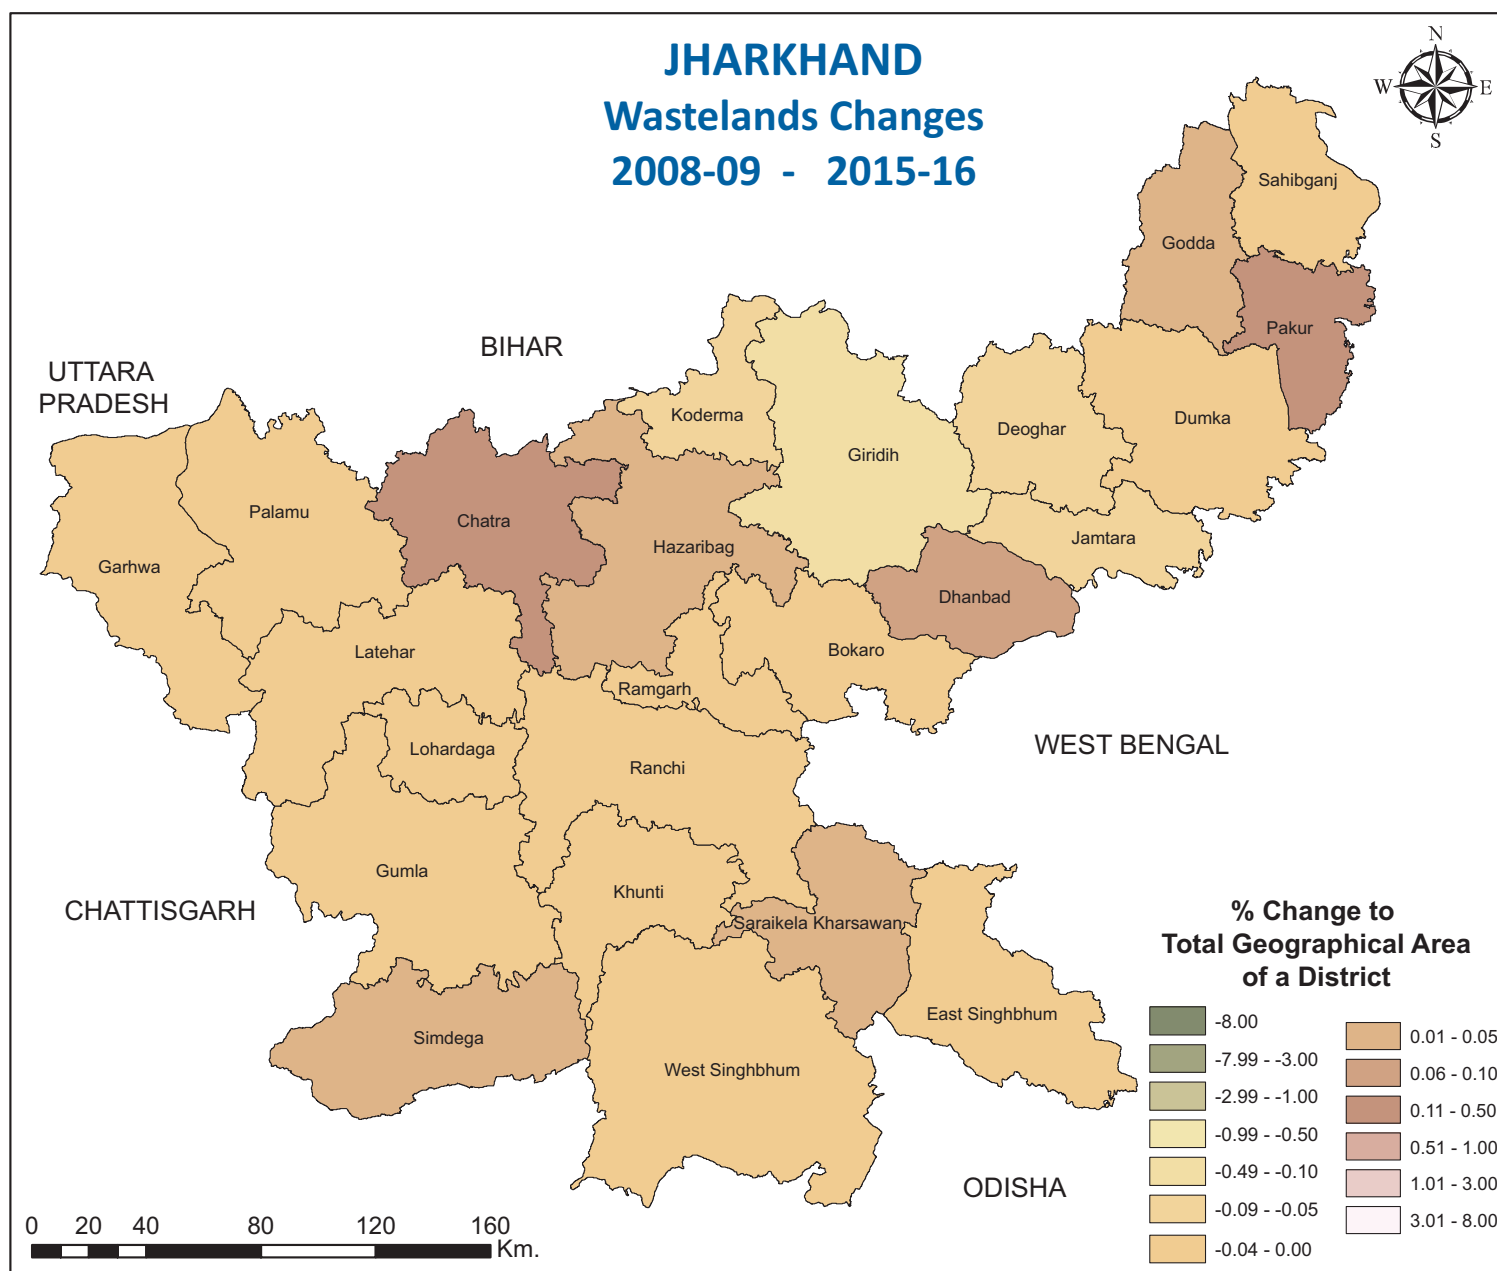 JHARKHAND
Wastelands Changes
2008-09 - 2015-16
N
W
E
S
Sahibganj
Godda
Pakur
BIHAR
UTTARA
PRADESH
Koderma
Dumka
Deoghar
Giridih
Palamu
Chatra
Jamtara
Hazaribag
Garhwa
Dhanbad
Latehar
Bokaro
Ramgarh
WEST BENGAL
Lohardaga
Ranchi
Gumla
Khunti
CHATTISGARH
Saraikela Kharsawan
East Singhbhum
Simdega
West Singhbhum
ODISHA
% Change to
Total Geographical Area
of a District
-8.00
-7.99 - -3.00
-2.99 - -1.00
-0.99 - -0.50
-0.49 - -0.10
-0.09 - -0.05
-0.04 - 0.00
0.01 - 0.05
0.06 - 0.10
0.11 - 0.50
0.51 - 1.00
1.01 - 3.00
3.01 - 8.00
0 20 40 80 120 160
Km.